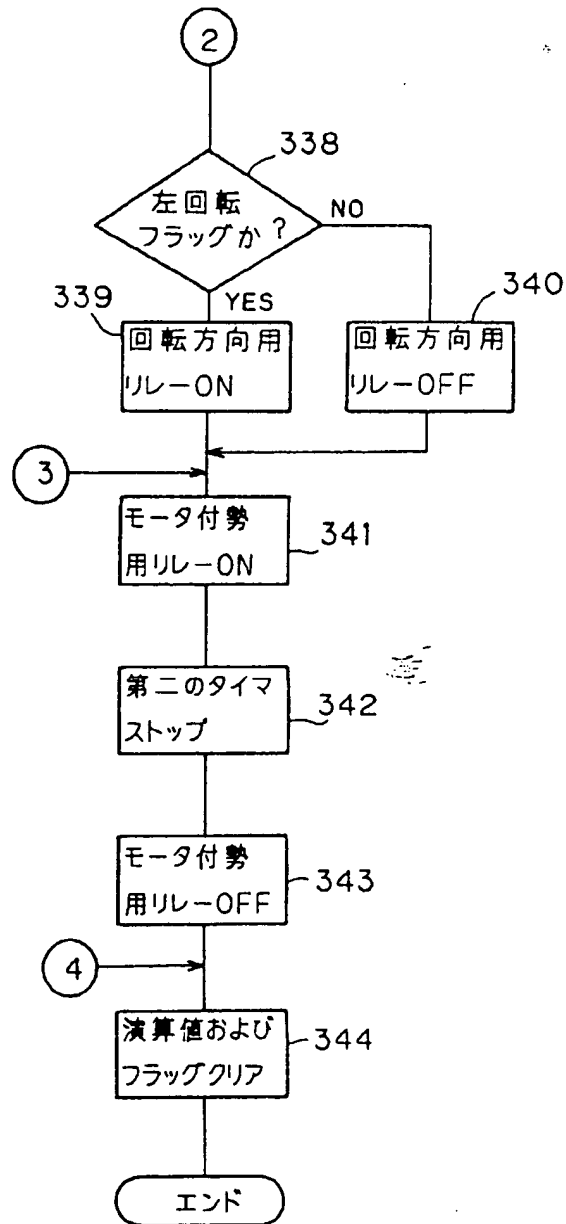 2
338
左回転
フラッグか?
NO
YES
339
340
回転方向用
リレーON
回転方向用
リレーOFF
3
モータ付勢
用リレーON
341
第二のタイマ
ストップ
342
モータ付勢
用リレーOFF
343
4
演算値および
フラッグクリア
344
エンド